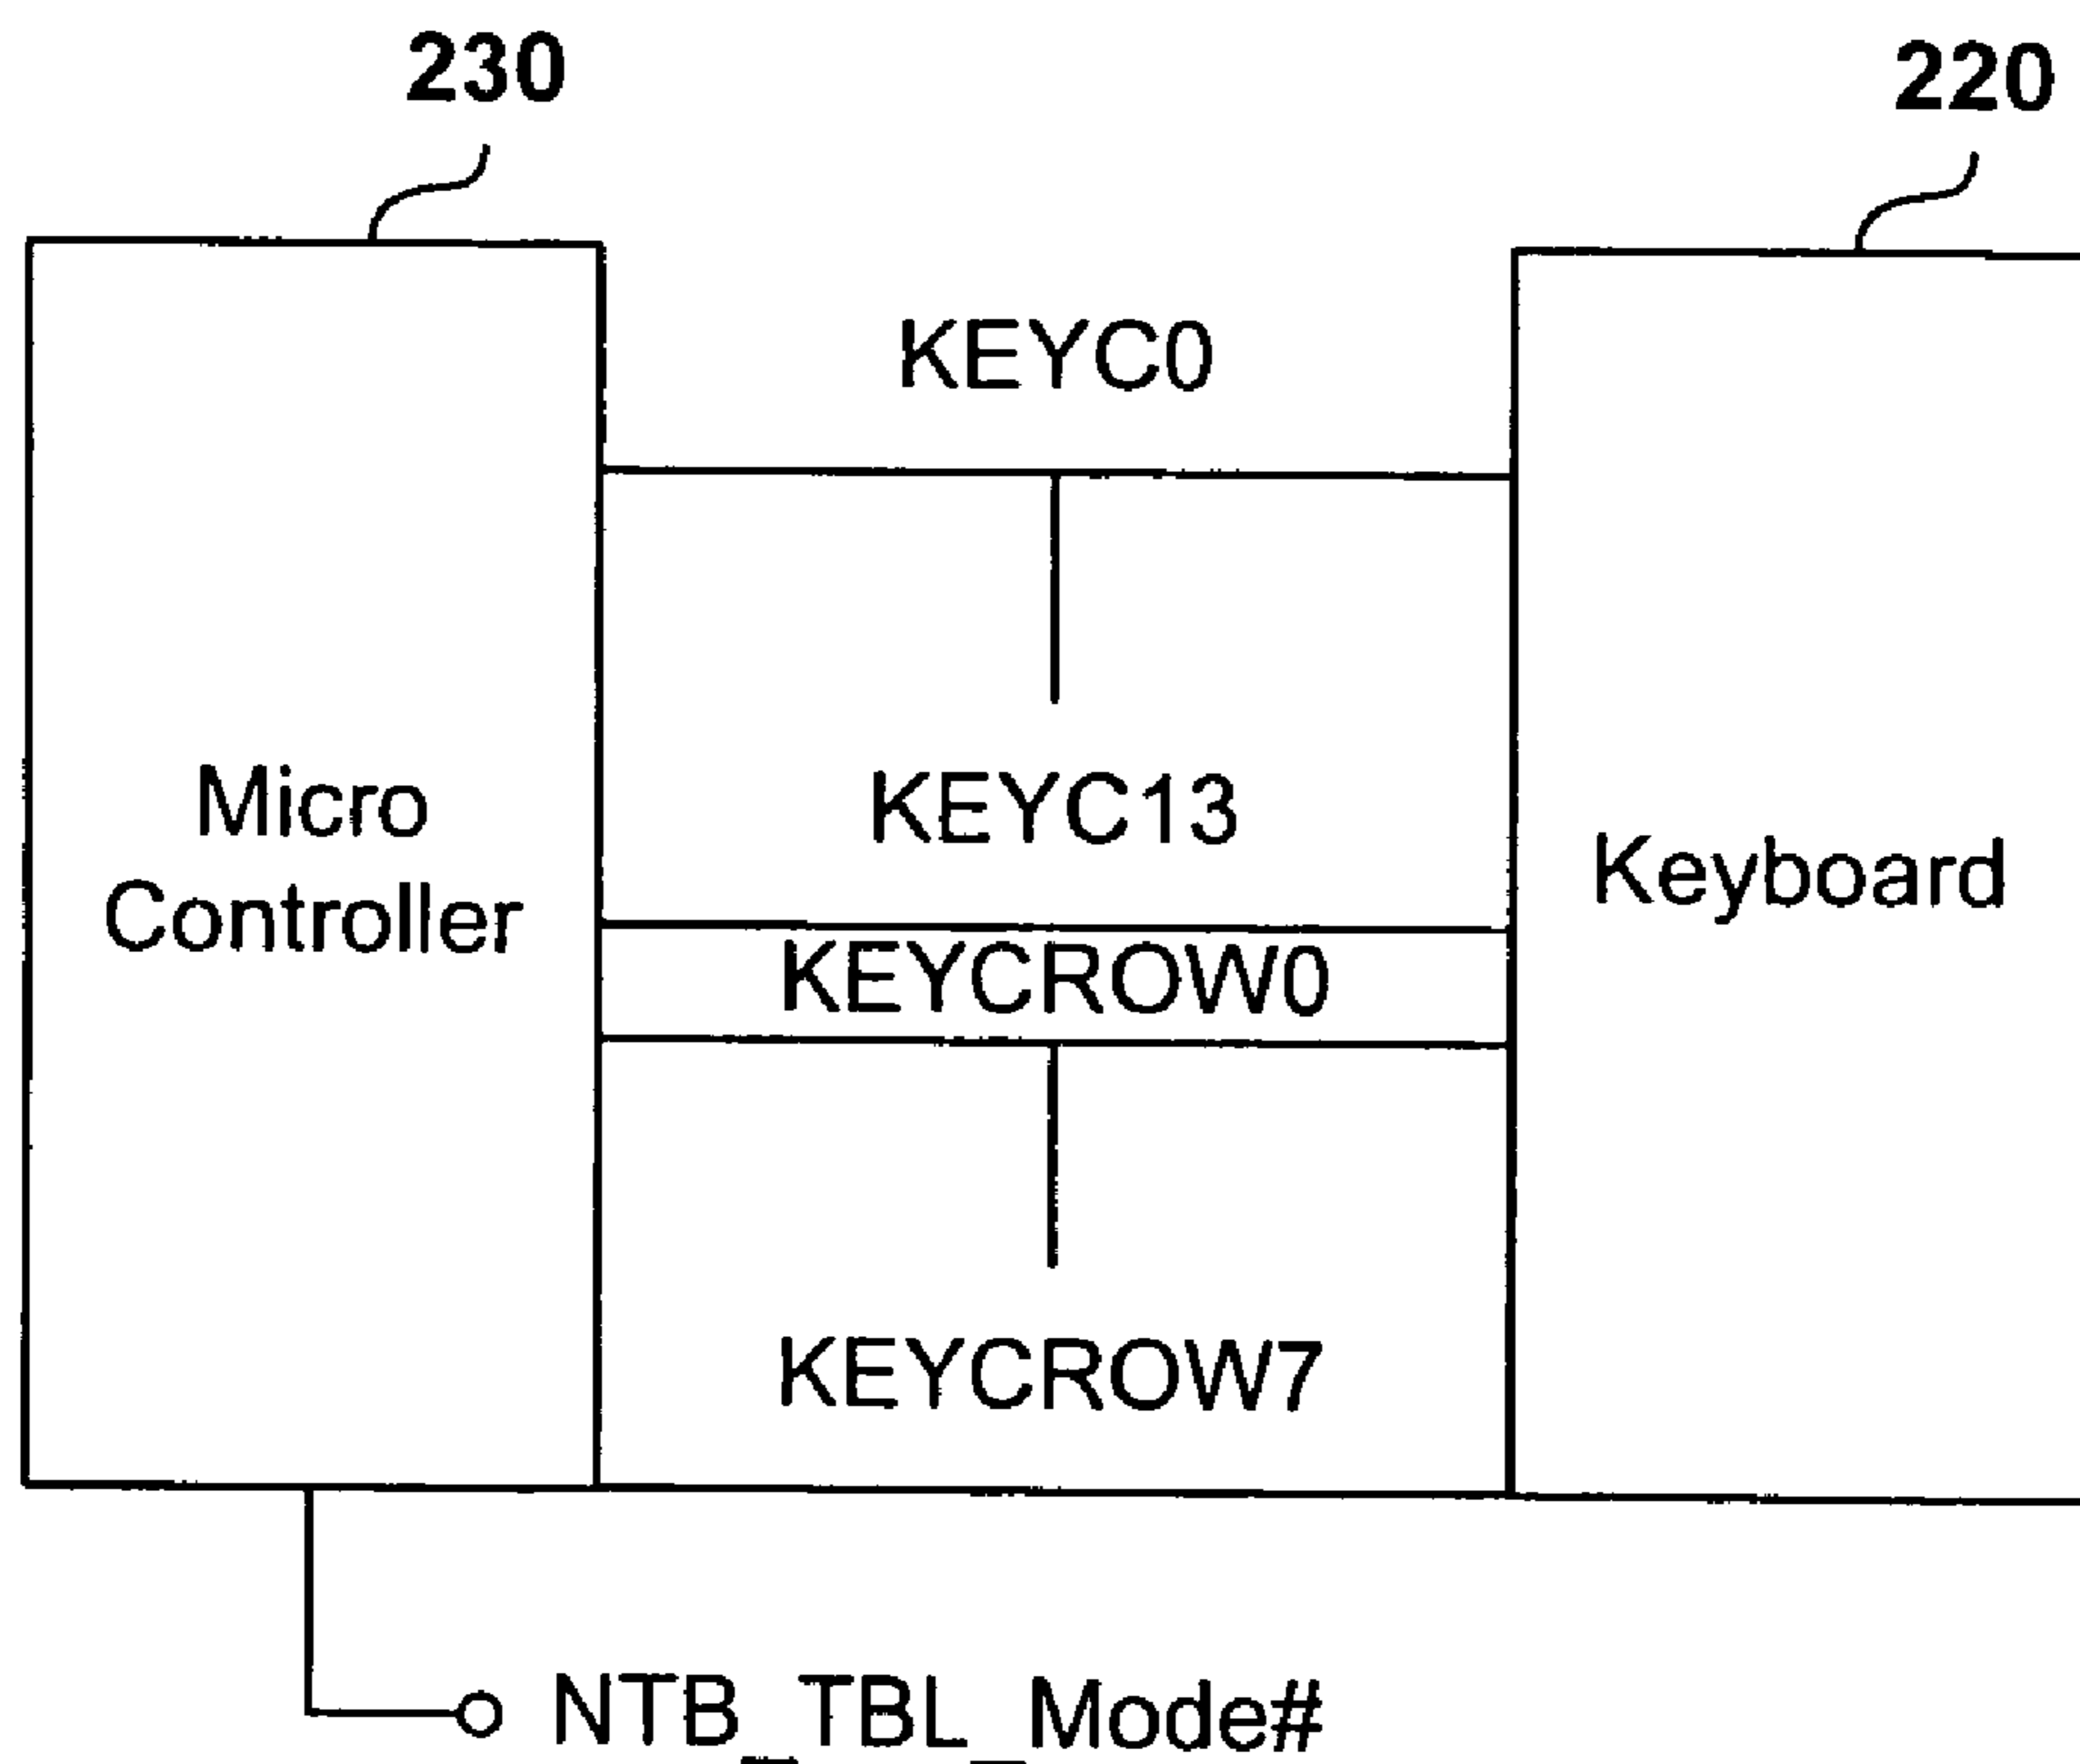 230
220
KEYC0
KEYC13
Micro
Controller
Keyboard
KEYCROW0
KEYCROW7
NTB_TBL_Mode#